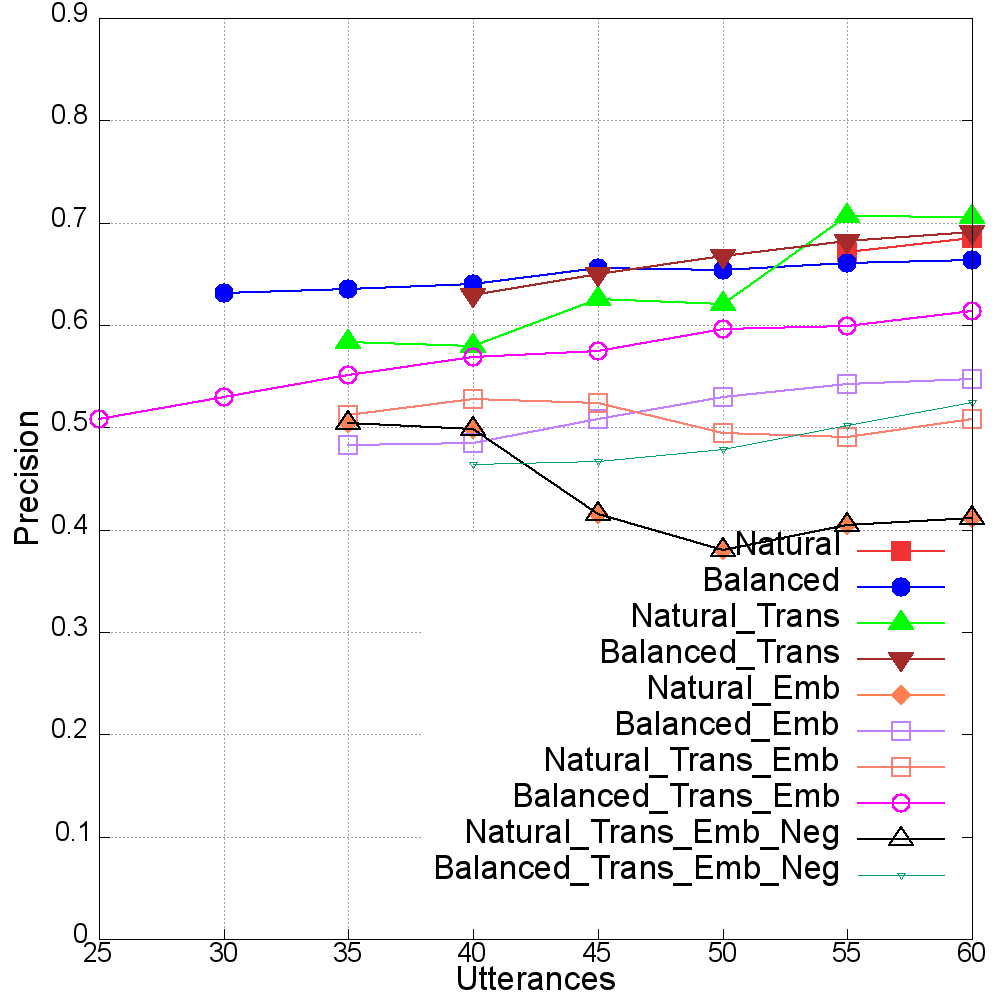 0.9
0.8
0.7
0.6
0.5
0.4
0.3
0.2
0.1
0
Precision
Natural
Balanced
Natural_Trans
Balanced_Trans
Natural_Emb
Balanced_Emb
Natural_Trans_Emb
Balanced_Trans_Emb
Natural_Trans_Emb_Neg
Balanced_Trans_Emb_Neg
25 30 35 40 45 50 55 60
Utterances